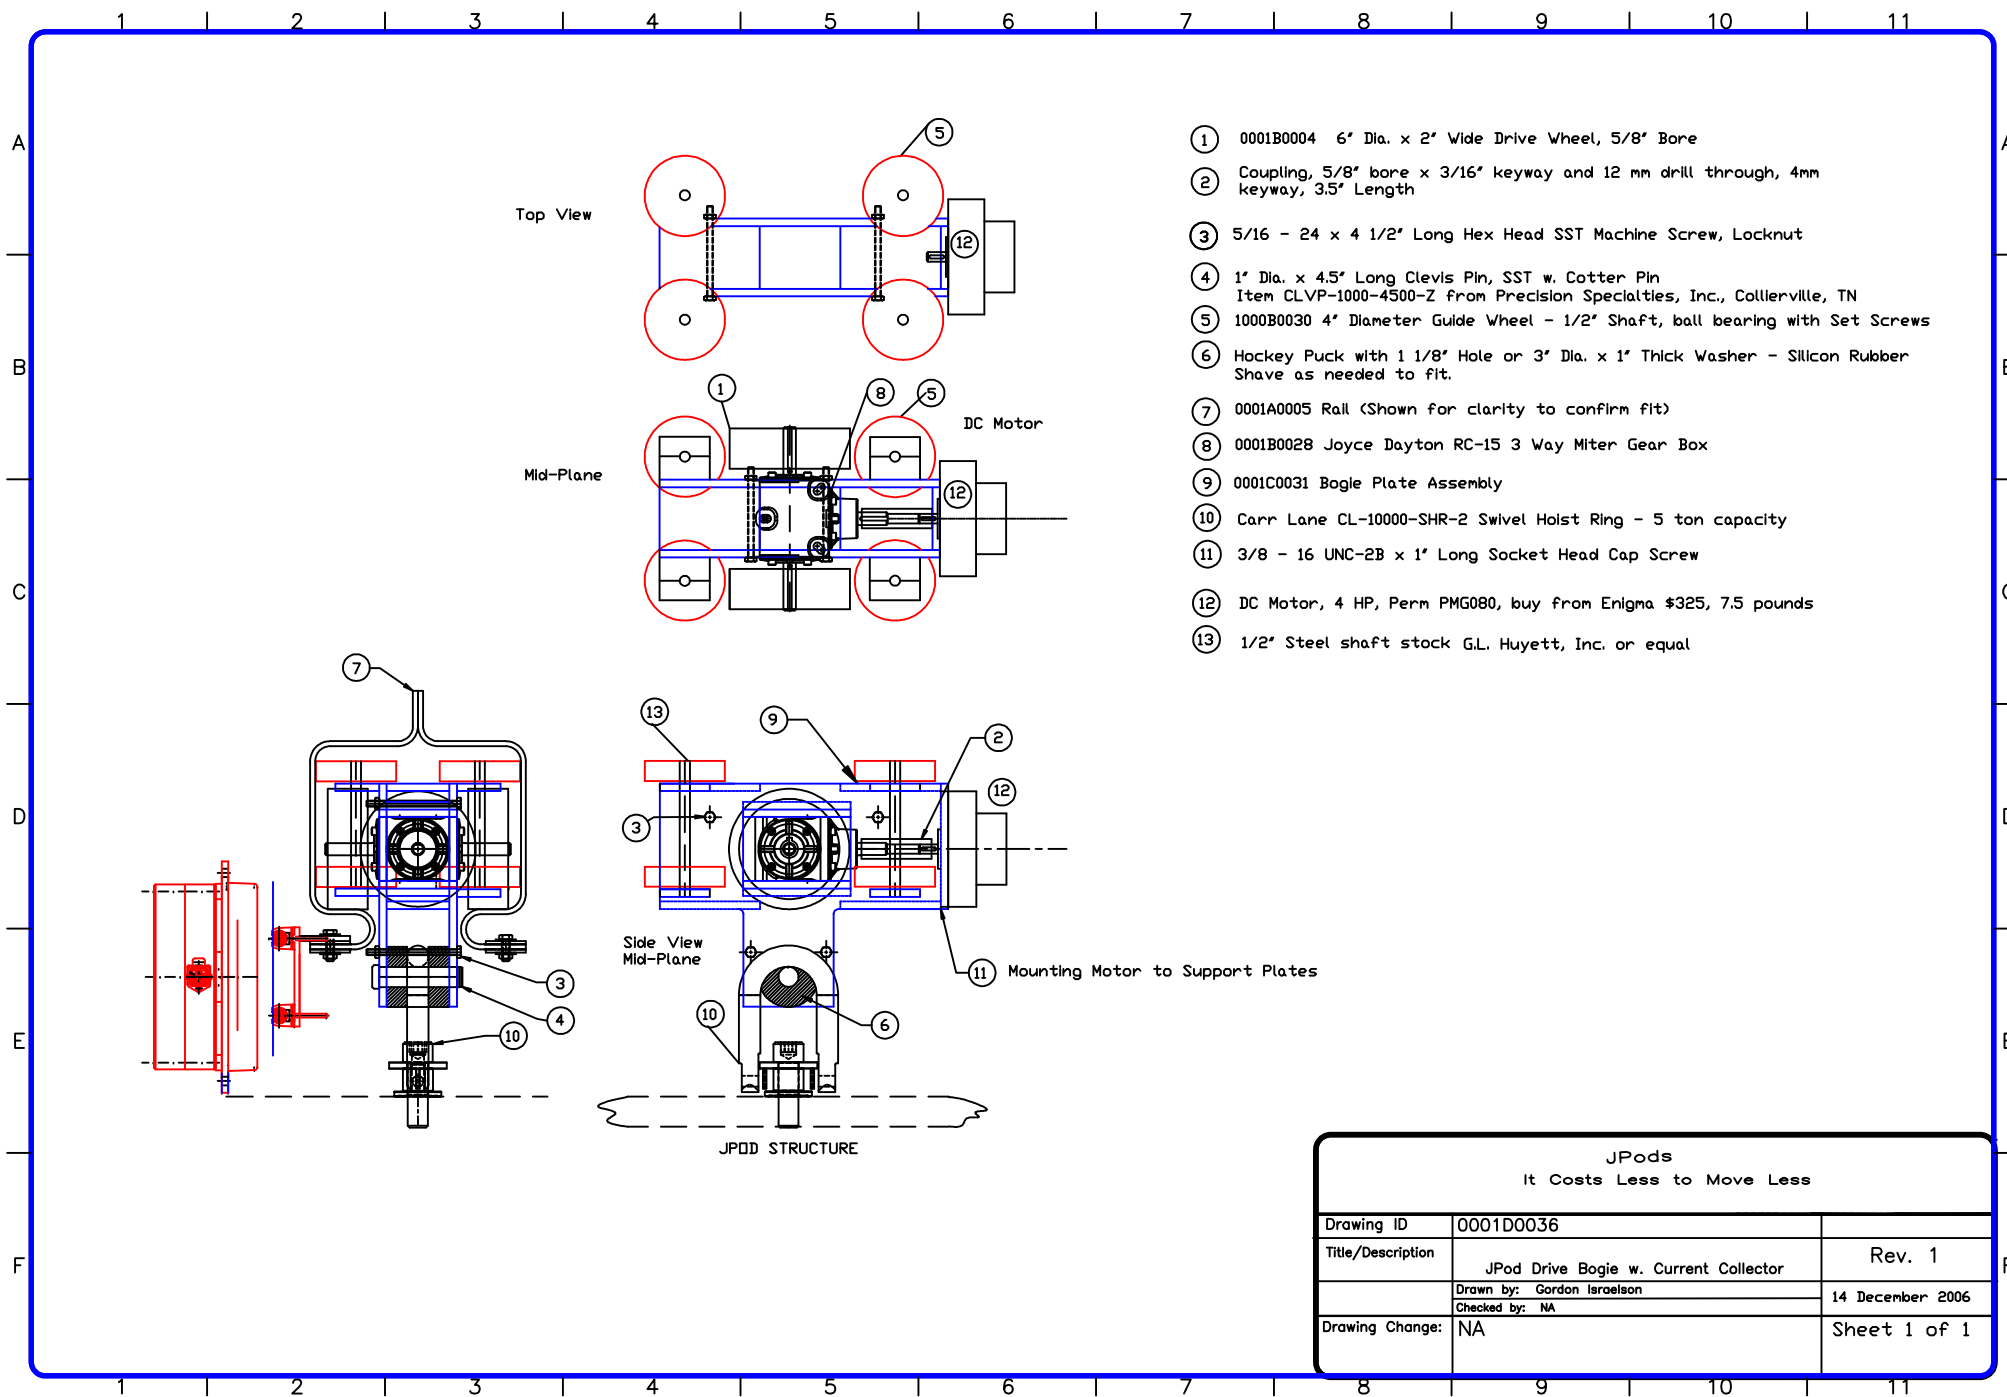 1 2 3 4 5 6 7 8 9 10 11
A
B
C
D
E
F
Top View
5
12
Mid-Plane
1
8
5
DC Motor
12
1 0001B0004 6" Dia. x 2" Wide Drive Wheel, 5/8" Bore
2 Coupling, 5/8" bore x 3/16" keyway and 12 mm drill through, 4mm
keyway, 3.5" Length
3 5/16 - 24 x 4 1/2" Long Hex Head SST Machine Screw, Locknut
4 1" Dia. x 4.5" Long Clevis Pin, SST w. Cotter Pin
Item CLVP-1000-4500-Z from Precision Specialties, Inc., Collierville, TN
5 1000B0030 4" Diameter Guide Wheel - 1/2" Shaft, ball bearing with Set Screws
6 Hockey Puck with 1 1/8" Hole or 3" Dia. x 1" Thick Washer - Silicon Rubber
Shave as needed to fit.
7 0001A0005 Rail (Shown for clarity to confirm fit)
8 0001B0028 Joyce Dayton RC-15 3 Way Miter Gear Box
9 0001C0031 Bogie Plate Assembly
10 Carr Lane CL-10000-SHR-2 Swivel Hoist Ring - 5 ton capacity
11 3/8 - 16 UNC-2B x 1" Long Socket Head Cap Screw
12 DC Motor, 4 HP, Perm PMG080, buy from Enigma $325, 7.5 pounds
13 1/2" Steel shaft stock G.L. Huyett, Inc. or equal
7
3
4
10
13
9
2
12
3
Side View
Mid-Plane
11 Mounting Motor to Support Plates
10
6
JPOD STRUCTURE
JPods
It Costs Less to Move Less
Drawing ID 0001D0036
Title/Description JPod Drive Bogie w. Current Collector Rev. 1
Drawn by: Gordon Israelson
Checked by: NA
14 December 2006
Drawing Change: NA Sheet 1 of 1
A
B
C
D
E
F
1 2 3 4 5 6 7 8 9 10 11